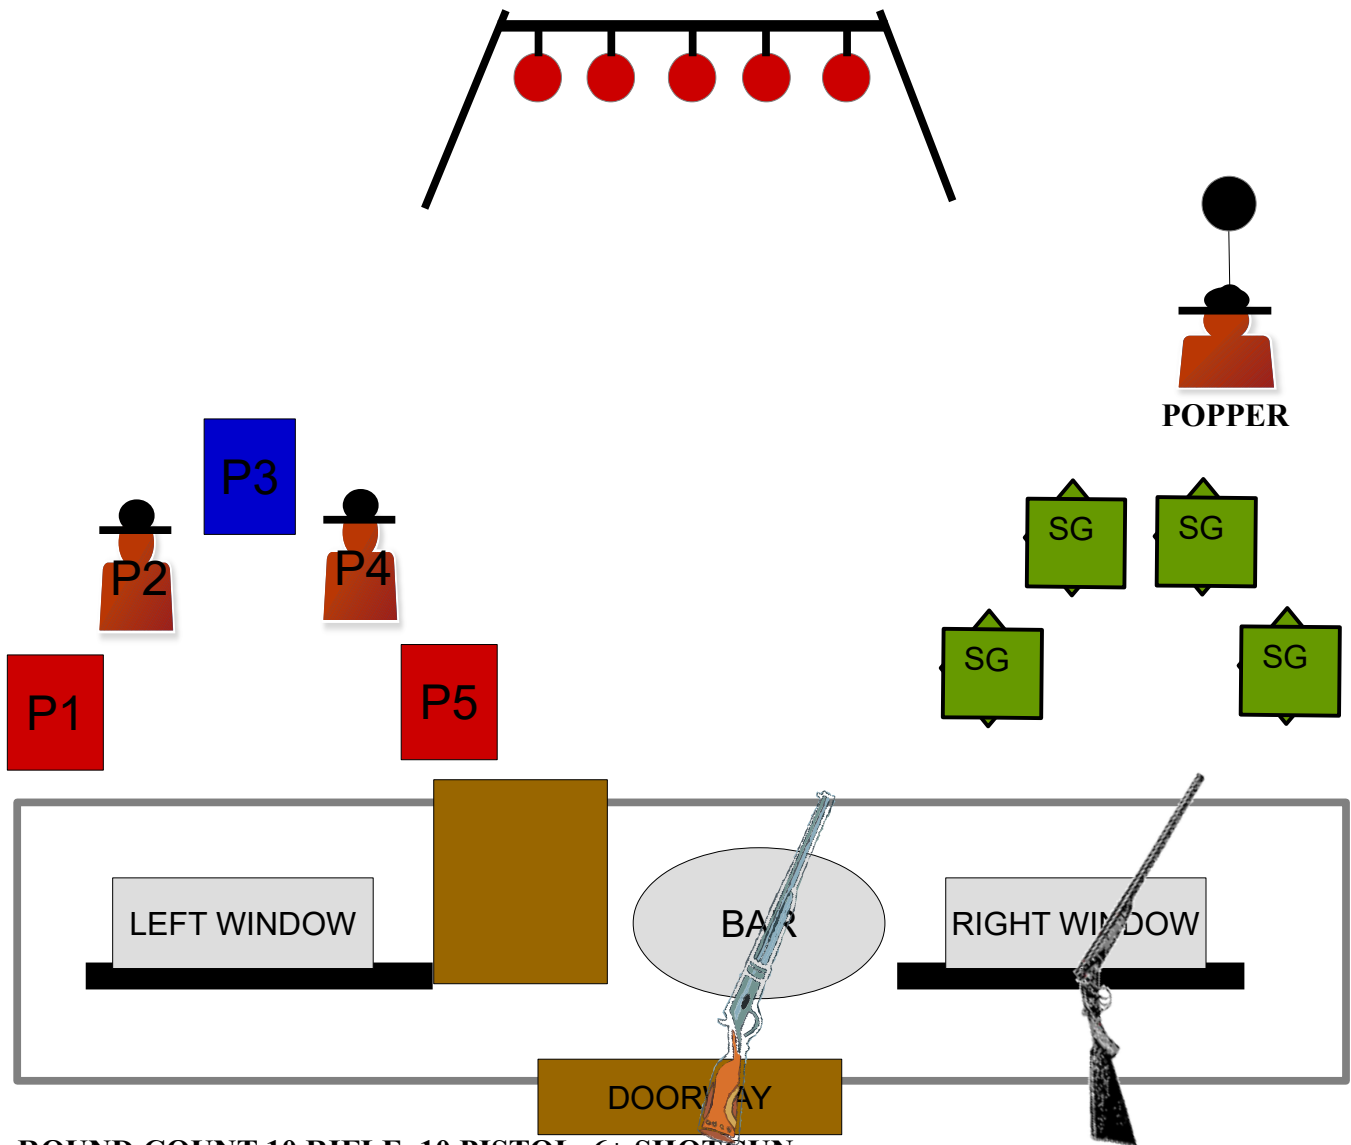 POPPER
P3
P2
P4
SG
SG
SG
SG
P1
P5
LEFT WINDOW
BAR
RIGHT WINDOW
DOORWAY
ROUND COUNT 10 RIFLE, 10 PISTOL, 6+ SHOTGUN